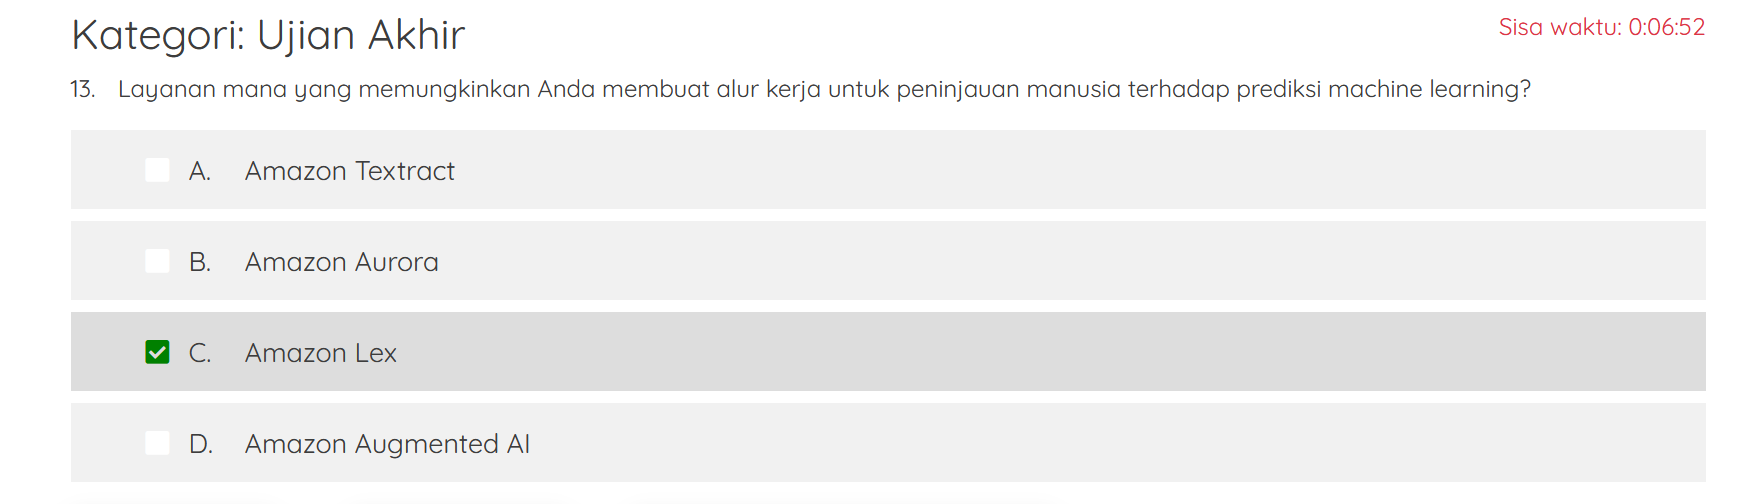 Kategori: Ujian Akhir
Sisa waktu: 0:06:52
13. Layanan mana yang memungkinkan Anda membuat alur kerja untuk peninjauan manusia terhadap prediksi machine learning?
A. Amazon Textract
B. Amazon Aurora
C. Amazon Lex
D. Amazon Augmented AI